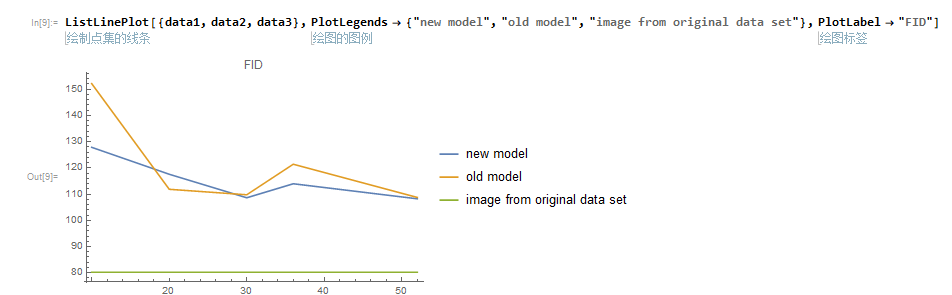 In[9]:= ListLinePlot[{data1, data2, data3}, PlotLegends → {"new model", "old model", "image from original data set"}, PlotLabel → "FID"]
绘制点集的线条 绘图的图例 绘图标签
FID
150
140
130
120
Out[9]=
110
100
90
80
20 30 40 50
new model
old model
image from original data set